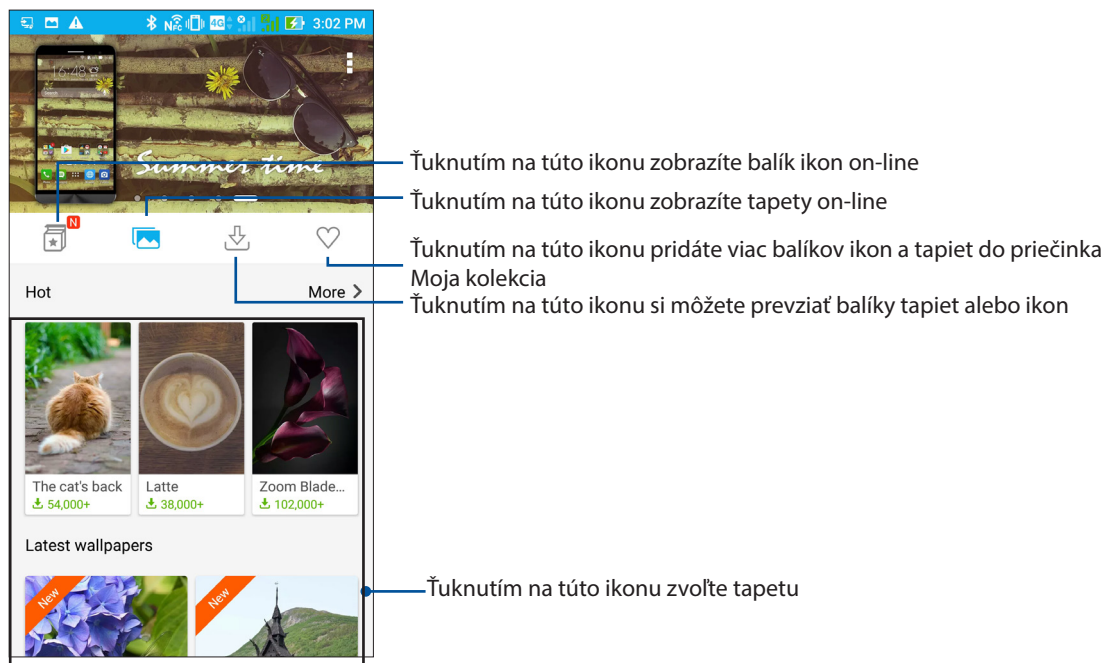 NFC 4G 3:02 PM
16:48
Search
Summer time
Ťuknutím na túto ikonu zobrazíte balík ikon on-line
Ťuknutím na túto ikonu zobrazíte tapety on-line
N
Ťuknutím na túto ikonu pridáte viac balíkov ikon a tapiet do priečinka
Moja kolekcia
Ťuknutím na túto ikonu si môžete prevziať balíky tapiet alebo ikon
Hot More
The cat's back Latte Zoom Blade...
54,000+ 38,000+ 102,000+
Latest wallpapers
New New
Ťuknutím na túto ikonu zvoľte tapetu